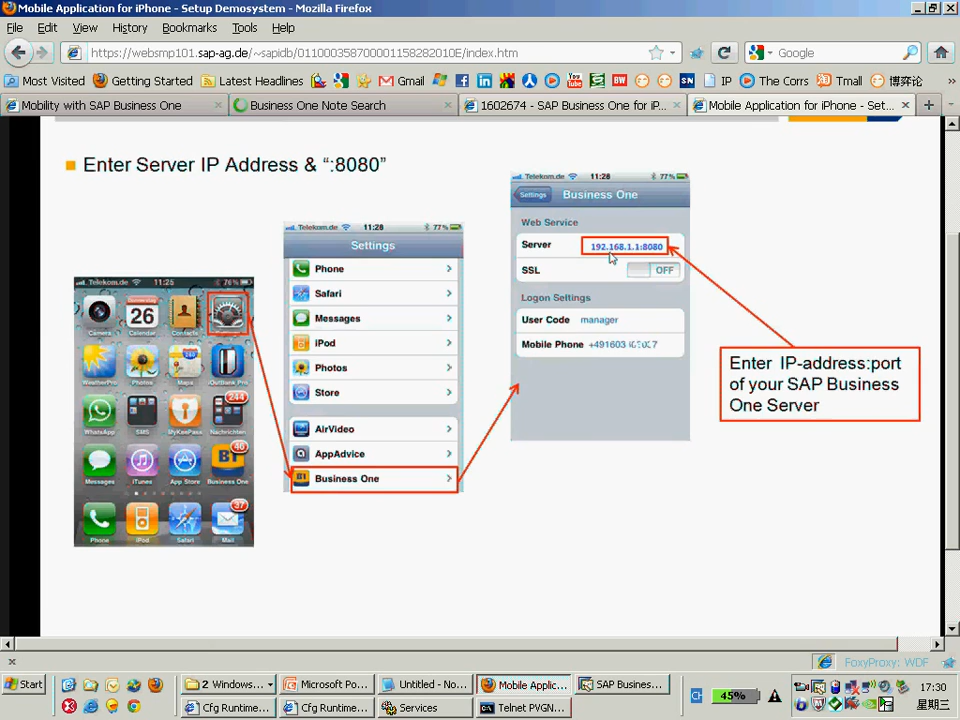 Mobile Application for iPhone - Setup Demosystem - Mozilla Firefox
File Edit View History Bookmarks Tools Help
https://websmp101.sap-ag.de/~sapidb/011000358700001158282010E/index.htm
Google
Most Visited Getting Started Latest Headlines Gmail IP The Corrs Tmall 博弈论
Mobility with SAP Business One
Business One Note Search
1602674 - SAP Business One for iP...
Mobile Application for iPhone - Set...
Enter Server IP Address & “:8080”
Telekom.de 11:25 76%
26
Camera Calendar Contacts
WeatherPro Photos Maps iOutBank Pro
244
WhatsApp SMS MyKeePass Nachrichten
46
Messages iTunes App Store Business One
37
Phone iPod Safari Mail
Telekom.de 11:28 77%
Settings
Phone
Safari
Messages
iPod
Photos
Store
AirVideo
AppAdvice
Business One
Telekom.de 11:28 77%
Settings Business One
Web Service
Server 192.168.1.1:8080
SSL OFF
Logon Settings
User Code manager
Mobile Phone
Enter IP-address:port
of your SAP Business
One Server
FoxyProxy: WDF
Start
2 Windows...
Microsoft Po...
Untitled - No...
Mobile Applic...
SAP Busines...
Cfg Runtime...
Cfg Runtime...
Services
Telnet PVGN...
45%
17:30
星期三